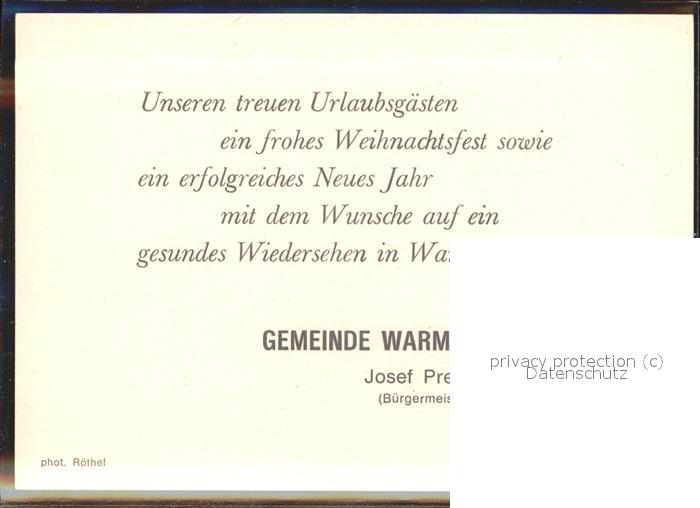 Unseren treuen Urlaubsgästen
ein frohes Weihnachtsfest sowie
ein erfolgreiches Neues Jahr
mit dem Wunsche auf ein
gesundes Wiedersehen in
GEMEINDE WARM
Josef
phot. Röthel
privacy protection (c)
Datenschutz